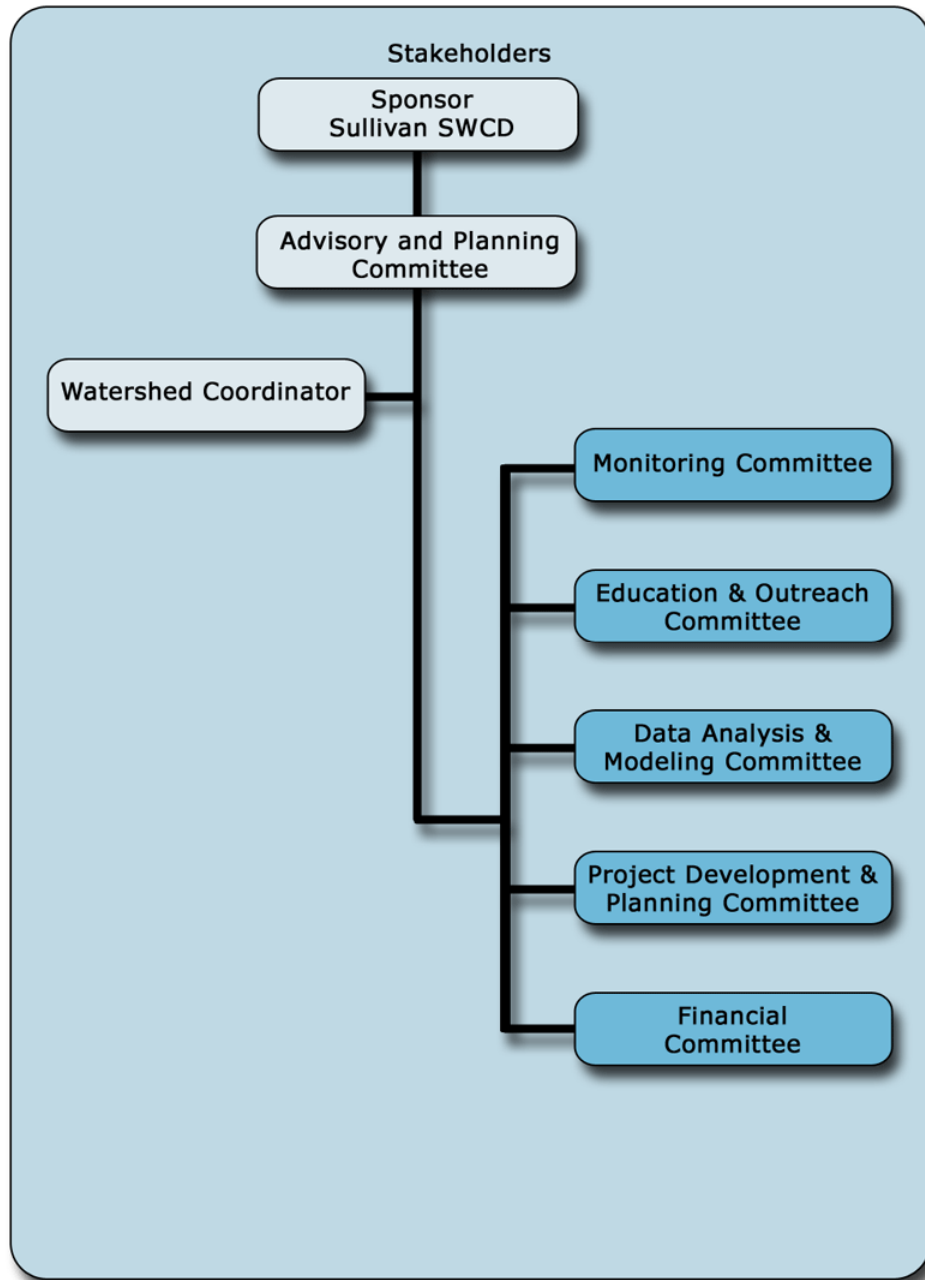 Stakeholders
Sponsor
Sullivan SWCD
Advisory and Planning
Committee
Watershed Coordinator
Monitoring Committee
Education & Outreach
Committee
Data Analysis &
Modeling Committee
Project Development &
Planning Committee
Financial
Committee